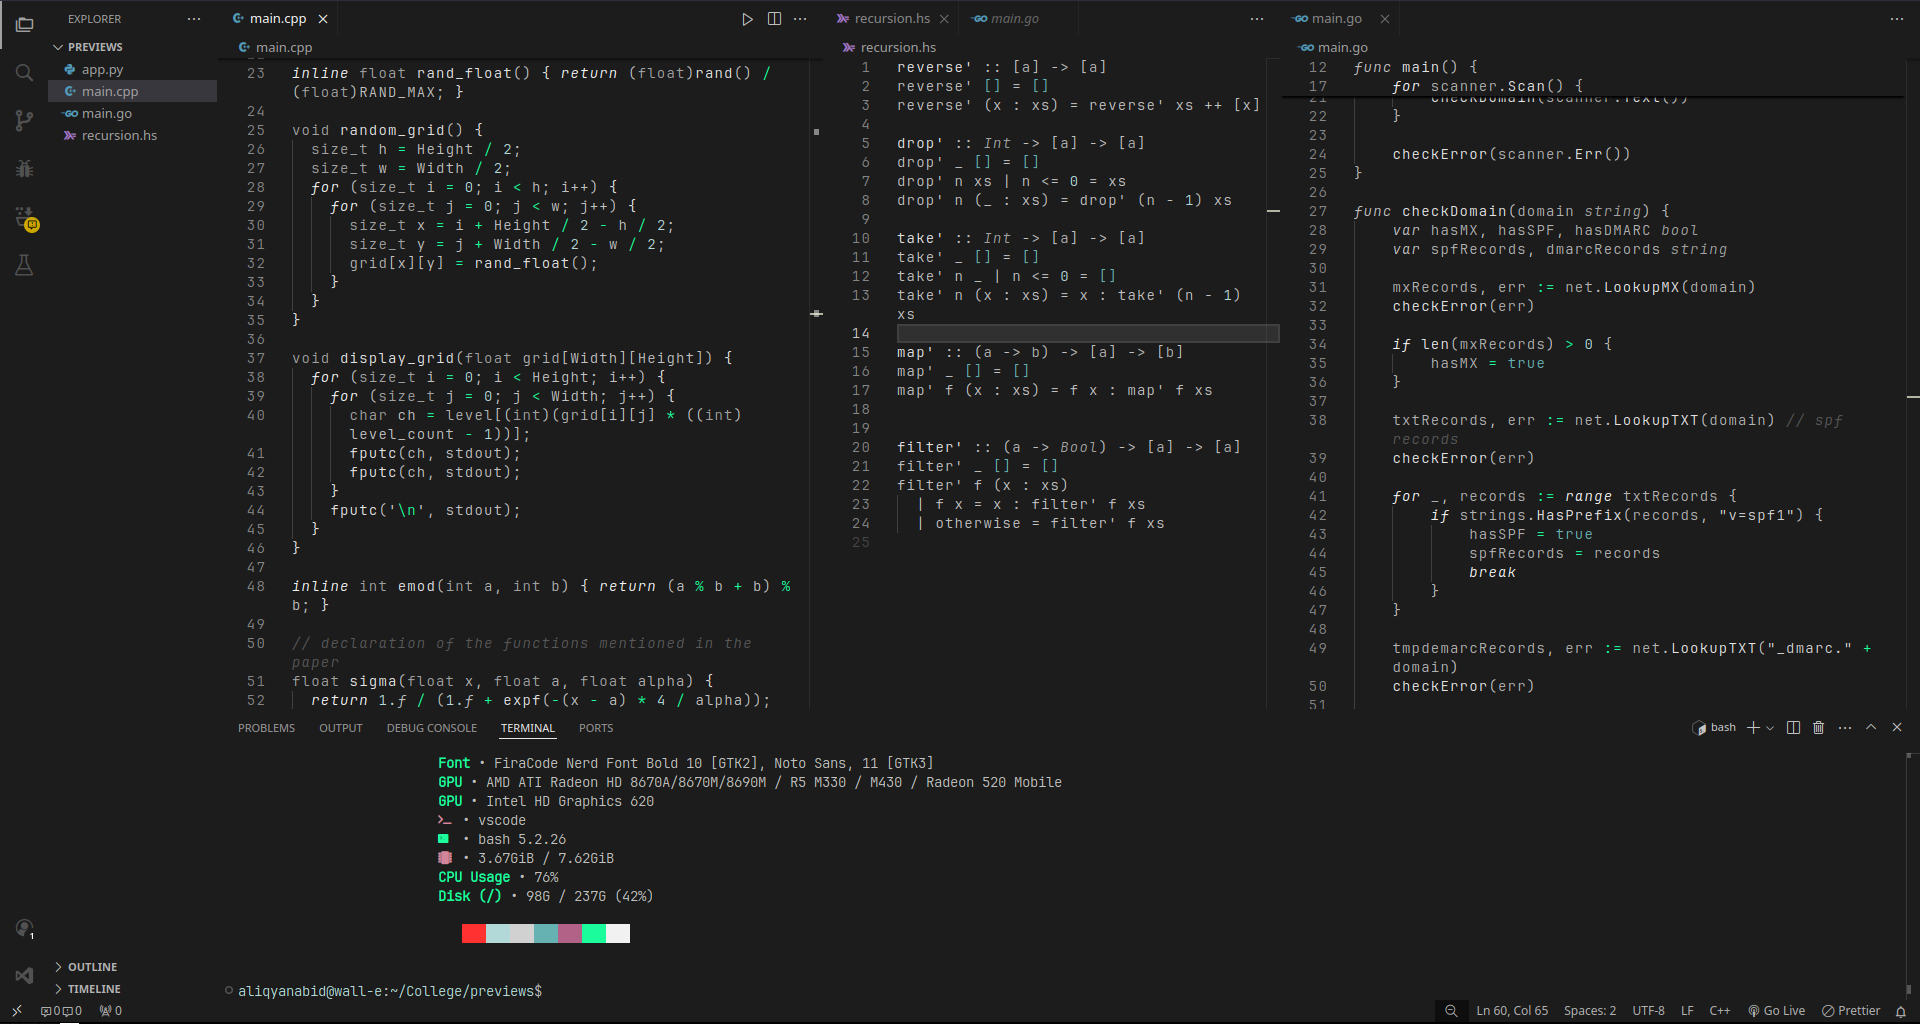 EXPLORER
PREVIEWS
app.py
main.cpp
main.go
recursion.hs
OUTLINE
TIMELINE
main.cpp
main.cpp
23 inline float rand_float() { return (float)rand() /
(float)RAND_MAX; }
24
25 void random_grid() {
26 size_t h = Height / 2;
27 size_t w = Width / 2;
28 for (size_t i = 0; i < h; i++) {
29 for (size_t j = 0; j < w; j++) {
30 size_t x = i + Height / 2 - h / 2;
31 size_t y = j + Width / 2 - w / 2;
32 grid[x][y] = rand_float();
33 }
34 }
35 }
36
37 void display_grid(float grid[Width][Height]) {
38 for (size_t i = 0; i < Height; i++) {
39 for (size_t j = 0; j < Width; j++) {
40 char ch = level[(int)(grid[i][j] * ((int)
level_count - 1))];
41 fputc(ch, stdout);
42 fputc(ch, stdout);
43 }
44 fputc('\n', stdout);
45 }
46 }
47
48 inline int emod(int a, int b) { return (a % b + b) %
b; }
49
50 // declaration of the functions mentioned in the
paper
51 float sigma(float x, float a, float alpha) {
52 return 1.f / (1.f + expf(-(x - a) * 4 / alpha));
recursion.hs
main.go
recursion.hs
1 reverse' :: [a] -> [a]
2 reverse' [] = []
3 reverse' (x : xs) = reverse' xs ++ [x]
4
5 drop' :: Int -> [a] -> [a]
6 drop' _ [] = []
7 drop' n xs | n <= 0 = xs
8 drop' n (_ : xs) = drop' (n - 1) xs
9
10 take' :: Int -> [a] -> [a]
11 take' _ [] = []
12 take' n _ | n <= 0 = []
13 take' n (x : xs) = x : take' (n - 1)
xs
14
15 map' :: (a -> b) -> [a] -> [b]
16 map' _ [] = []
17 map' f (x : xs) = f x : map' f xs
18
19
20 filter' :: (a -> Bool) -> [a] -> [a]
21 filter' _ [] = []
22 filter' f (x : xs)
23 | f x = x : filter' f xs
24 | otherwise = filter' f xs
25
main.go
main.go
12 func main() {
17 for scanner.Scan() {
21 checkDomain(scanner.Text())
22 }
23
24 checkError(scanner.Err())
25 }
26
27 func checkDomain(domain string) {
28 var hasMX, hasSPF, hasDMARC bool
29 var spfRecords, dmarcRecords string
30
31 mxRecords, err := net.LookupMX(domain)
32 checkError(err)
33
34 if len(mxRecords) > 0 {
35 hasMX = true
36 }
37
38 txtRecords, err := net.LookupTXT(domain) // spf
records
39 checkError(err)
40
41 for _, records := range txtRecords {
42 if strings.HasPrefix(records, "v=spf1") {
43 hasSPF = true
44 spfRecords = records
45 break
46 }
47 }
48
49 tmpdemarcRecords, err := net.LookupTXT("_dmarc." +
domain)
50 checkError(err)
51
PROBLEMS OUTPUT DEBUG CONSOLE TERMINAL PORTS
bash
Font • FiraCode Nerd Font Bold 10 [GTK2], Noto Sans, 11 [GTK3]
GPU • AMD ATI Radeon HD 8670A/8670M/8690M / R5 M330 / M430 / Radeon 520 Mobile
GPU • Intel HD Graphics 620
• vscode
• bash 5.2.26
• 3.67GiB / 7.62GiB
CPU Usage • 76%
Disk (/) • 98G / 237G (42%)
aliqyanabid@wall-e:~/College/previews$
0 0 0
Ln 60, Col 65 Spaces: 2 UTF-8 LF C++ Go Live Prettier
1